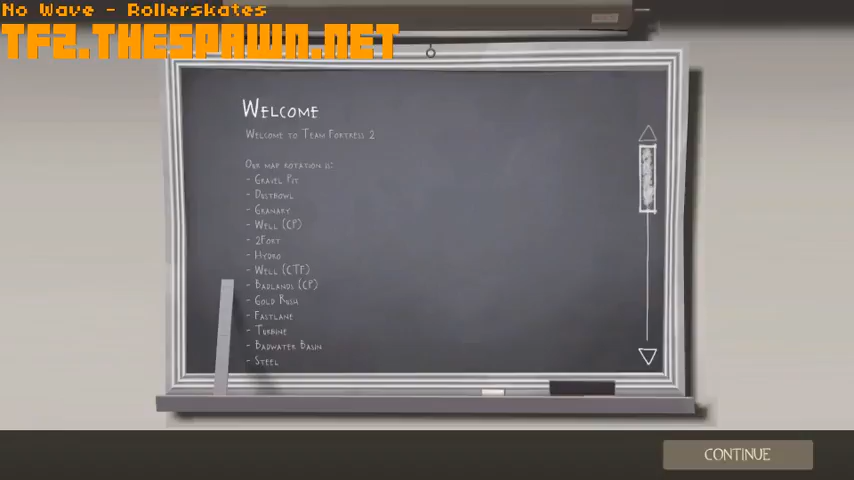 No Wave - Rollerskates
TF2.THESPAWN.NET
Welcome
Welcome to Team Fortress 2
Our map rotation is:
- Gravel Pit
- Dustbowl
- Granary
- Well (CP)
- 2Fort
- Hydro
- Well (CTF)
- Badlands (CP)
- Gold Rush
- Fastlane
- Turbine
- Badwater Basin
- Steel
CONTINUE